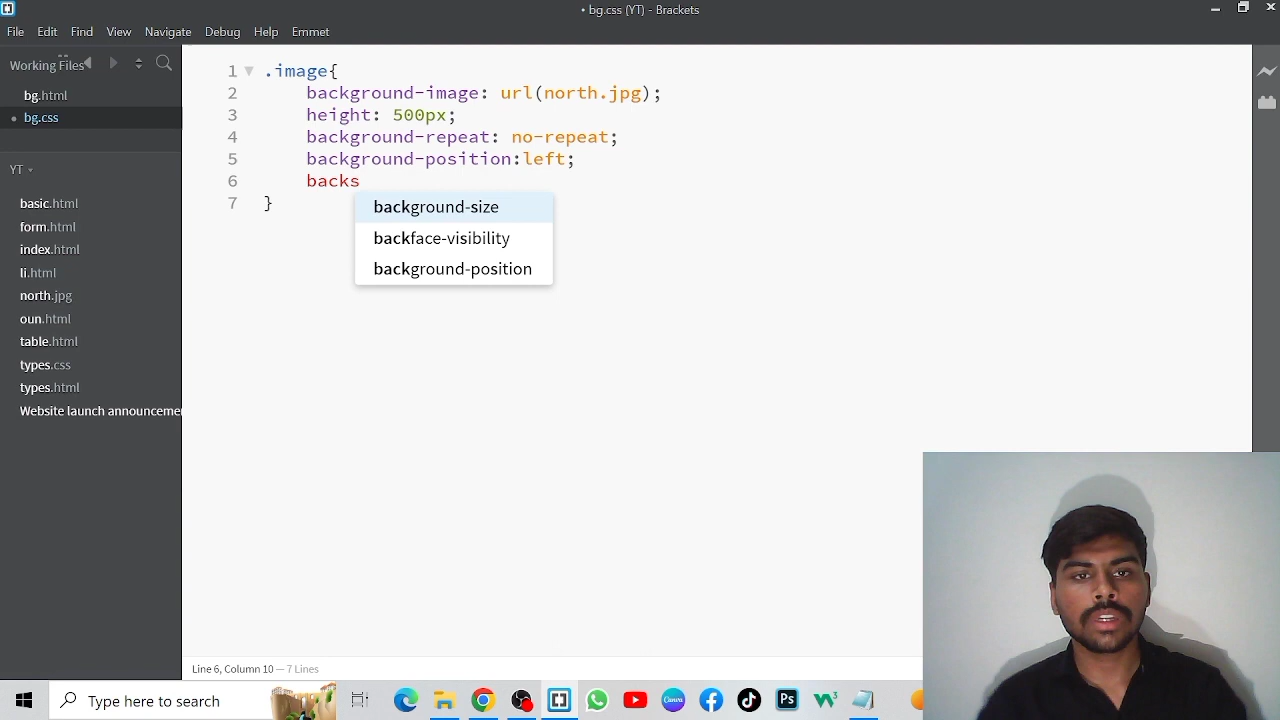 • bg.css (YT) - Brackets
File Edit Find View Navigate Debug Help Emmet
Working Files
bg.html
• bg.css
YT
basic.html
form.html
index.html
li.html
north.jpg
oun.html
table.html
types.css
types.html
Website launch announceme
1 .image{
2 background-image: url(north.jpg);
3 height: 500px;
4 background-repeat: no-repeat;
5 background-position:left;
6 backs
7 }
background-size
backface-visibility
background-position
Line 6, Column 10 — 7 Lines
Type here to search
Canva
Ps
W3